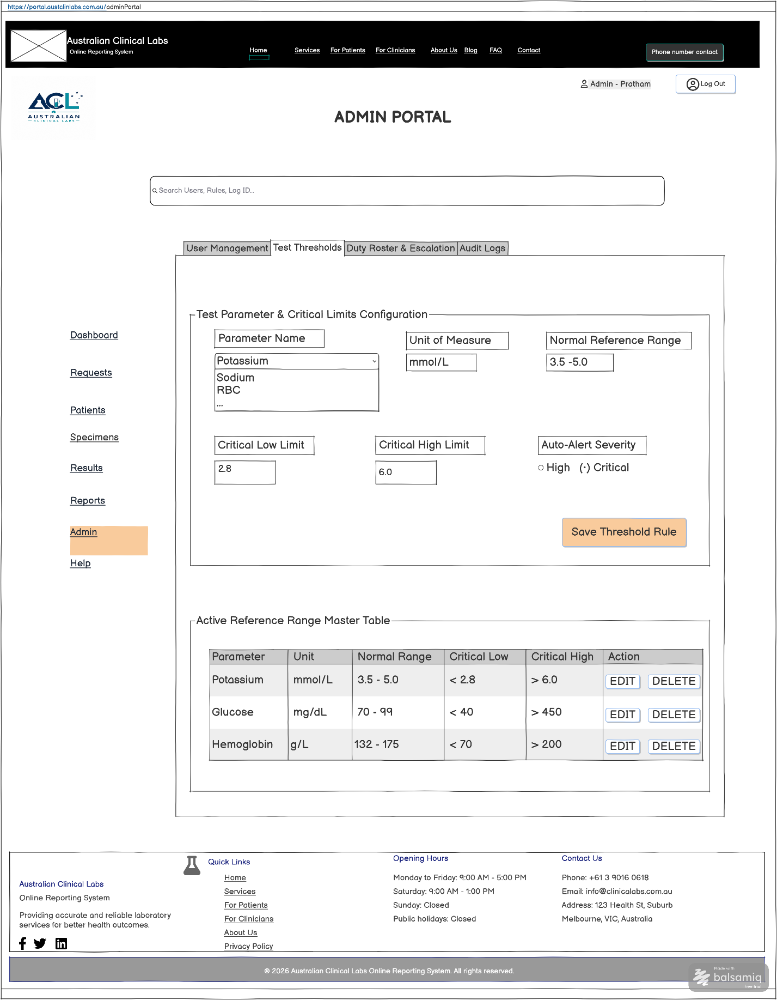 https://portal.austclinlabs.com.au/adminPortal
Australian Clinical Labs
Online Reporting System
Home Services For Patients For Clinicians About Us Blog FAQ Contact
Phone number contact
Admin - Pratham
Log Out
ACL
AUSTRALIAN
CLINICAL LABS
ADMIN PORTAL
Search Users, Rules, Log ID...
User Management Test Thresholds Duty Roster & Escalation Audit Logs
Dashboard
Requests
Patients
Specimens
Results
Reports
Admin
Help
Test Parameter & Critical Limits Configuration
Parameter Name
Potassium
Sodium
RBC
...
Unit of Measure
mmol/L
Normal Reference Range
3.5 -5.0
Critical Low Limit
2.8
Critical High Limit
6.0
Auto-Alert Severity
High (·) Critical
Save Threshold Rule
Active Reference Range Master Table
Parameter Unit Normal Range Critical Low Critical High Action
Potassium mmol/L 3.5 - 5.0 < 2.8 > 6.0 EDIT DELETE
Glucose mg/dL 70 - 99 < 40 > 450 EDIT DELETE
Hemoglobin g/L 132 - 175 < 70 > 200 EDIT DELETE
Australian Clinical Labs
Online Reporting System
Providing accurate and reliable laboratory
services for better health outcomes.
Quick Links
Home
Services
For Patients
For Clinicians
About Us
Privacy Policy
Opening Hours
Monday to Friday: 9:00 AM - 5:00 PM
Saturday: 9:00 AM - 1:00 PM
Sunday: Closed
Public holidays: Closed
Contact Us
Phone: +61 3 9016 0618
Email: info@clinicalabs.com.au
Address: 123 Health St, Suburb
Melbourne, VIC, Australia
© 2026 Australian Clinical Labs Online Reporting System. All rights reserved.
Made with
balsamiq
free trial